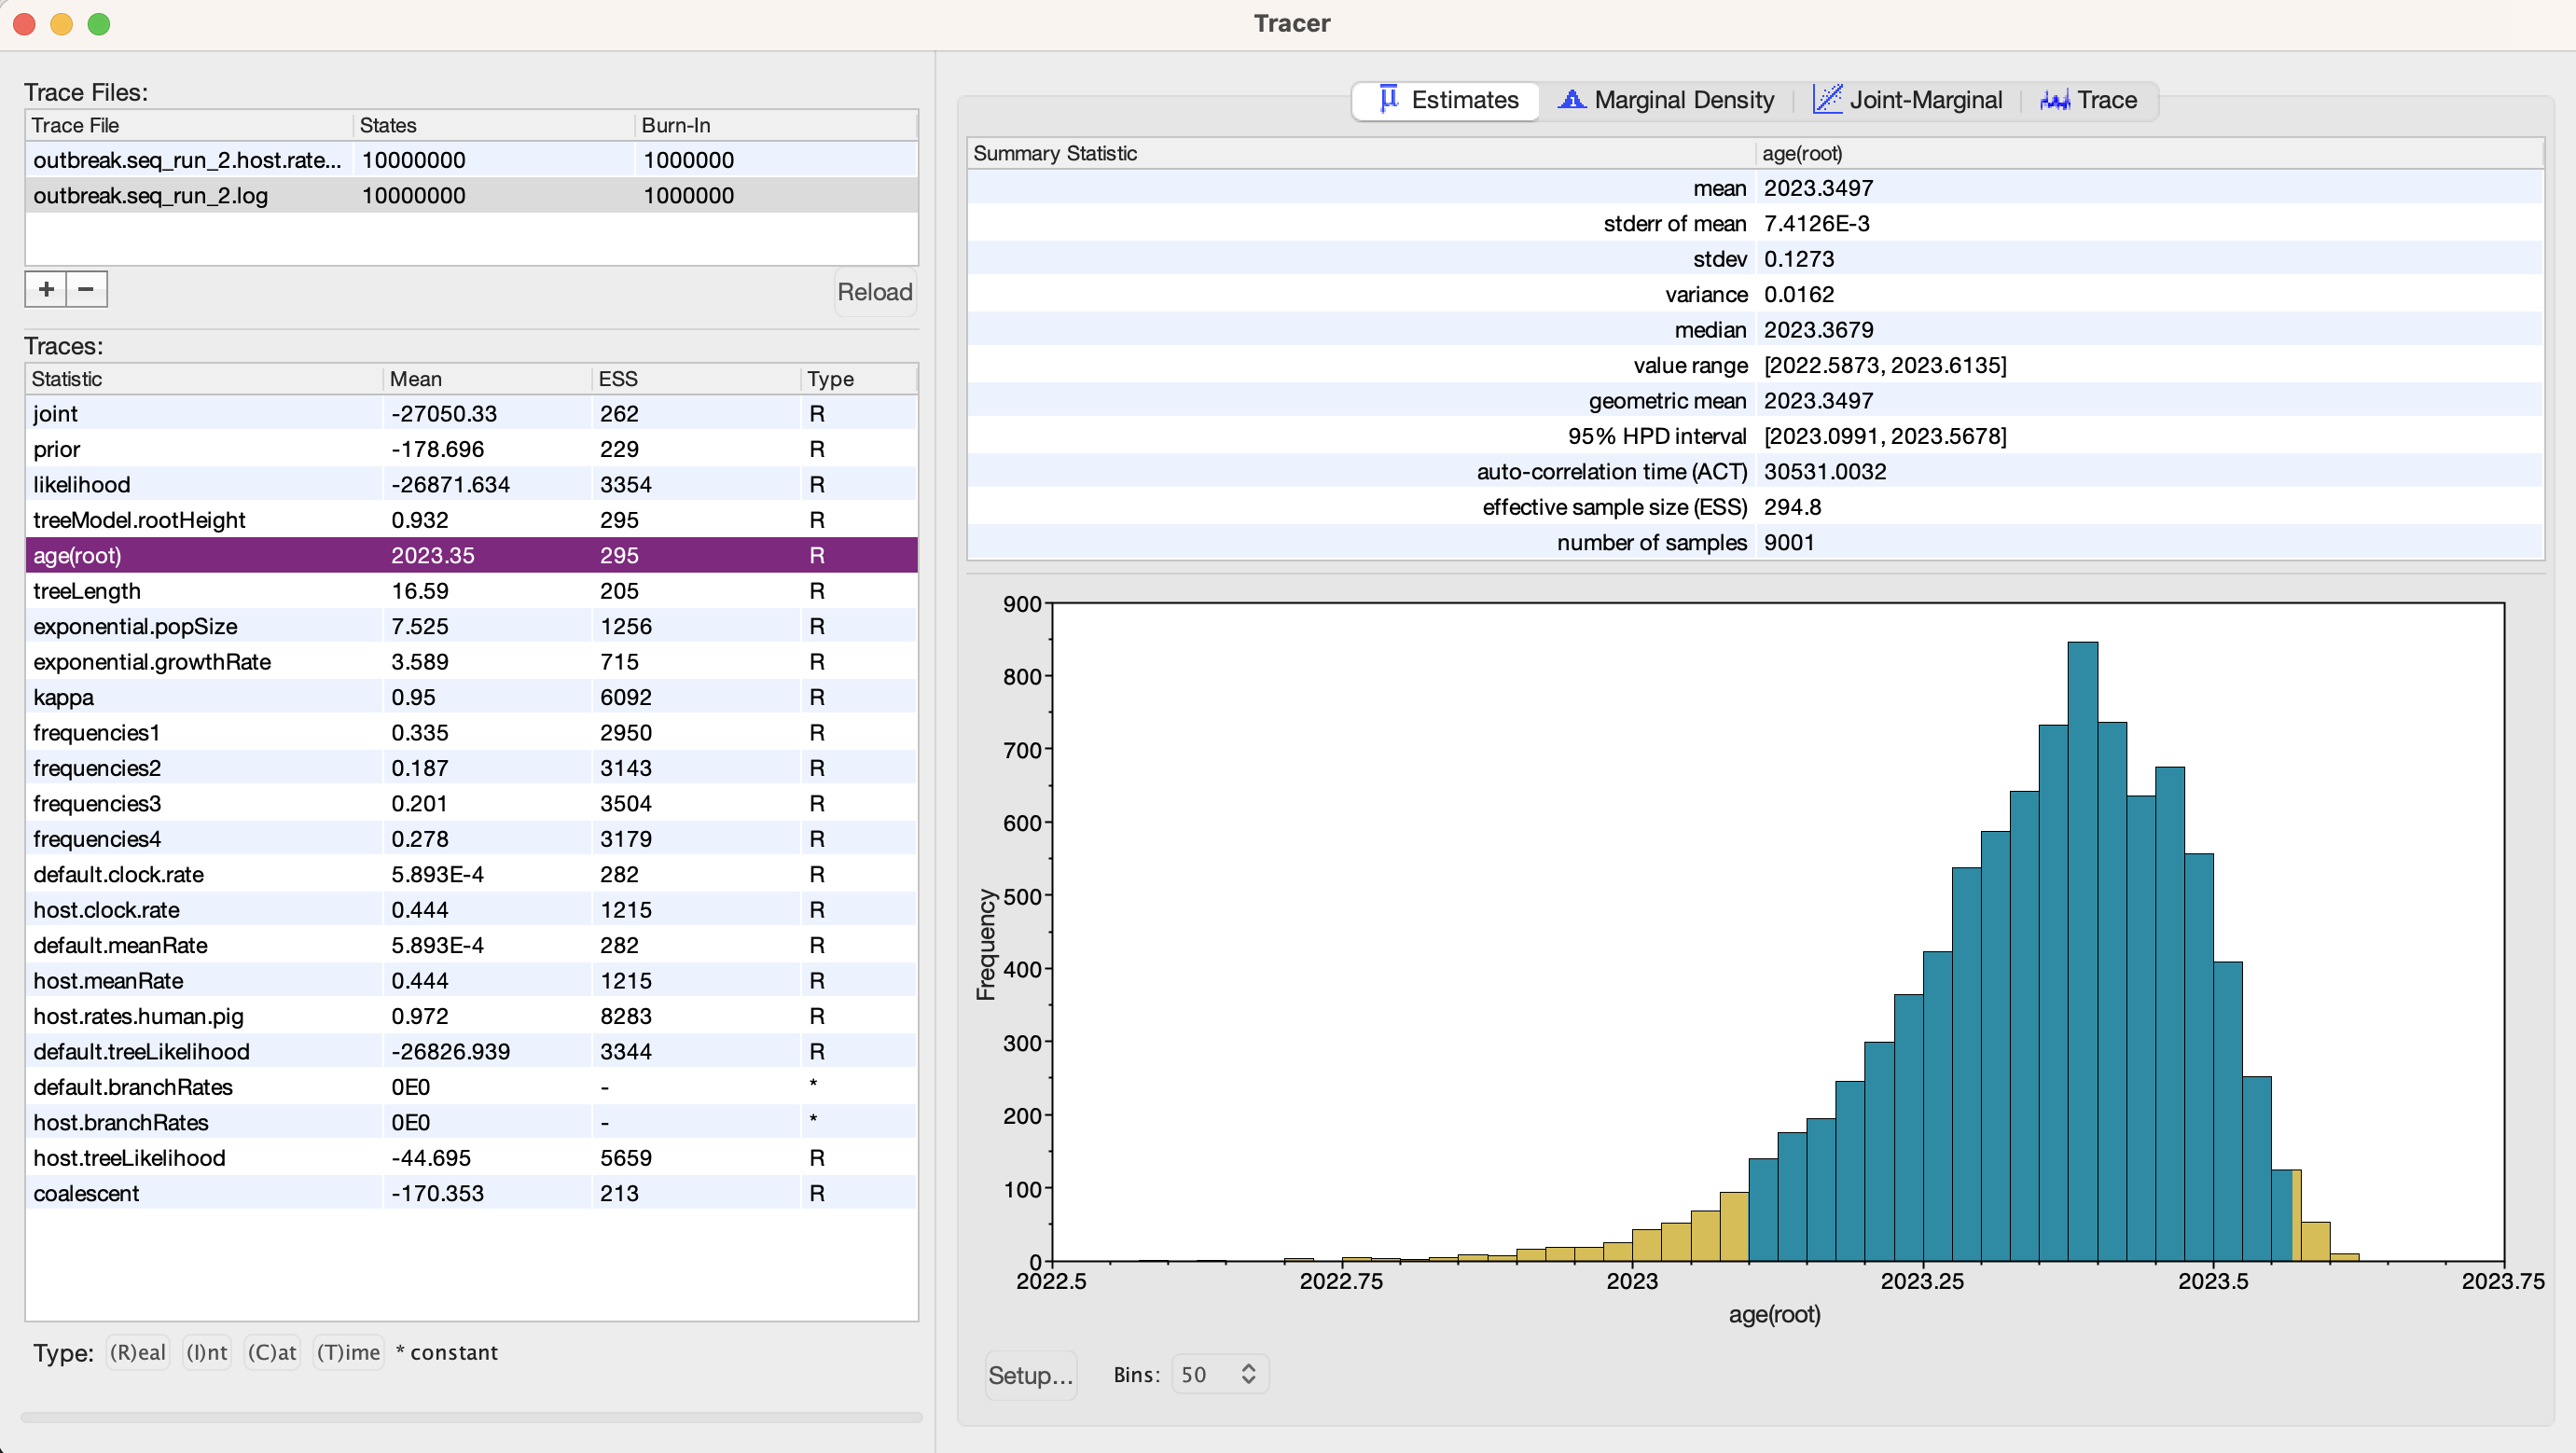 Tracer
Trace Files:
Trace File States Burn-In
outbreak.seq_run_2.host.rate... 10000000 1000000
outbreak.seq_run_2.log 10000000 1000000
+ −
Reload
Traces:
Statistic Mean ESS Type
joint -27050.33 262 R
prior -178.696 229 R
likelihood -26871.634 3354 R
treeModel.rootHeight 0.932 295 R
age(root) 2023.35 295 R
treeLength 16.59 205 R
exponential.popSize 7.525 1256 R
exponential.growthRate 3.589 715 R
kappa 0.95 6092 R
frequencies1 0.335 2950 R
frequencies2 0.187 3143 R
frequencies3 0.201 3504 R
frequencies4 0.278 3179 R
default.clock.rate 5.893E-4 282 R
host.clock.rate 0.444 1215 R
default.meanRate 5.893E-4 282 R
host.meanRate 0.444 1215 R
host.rates.human.pig 0.972 8283 R
default.treeLikelihood -26826.939 3344 R
default.branchRates 0E0 - *
host.branchRates 0E0 - *
host.treeLikelihood -44.695 5659 R
coalescent -170.353 213 R
Type: (R)eal (I)nt (C)at (T)ime * constant
Estimates Marginal Density Joint-Marginal Trace
Summary Statistic age(root)
mean 2023.3497
stderr of mean 7.4126E-3
stdev 0.1273
variance 0.0162
median 2023.3679
value range [2022.5873, 2023.6135]
geometric mean 2023.3497
95% HPD interval [2023.0991, 2023.5678]
auto-correlation time (ACT) 30531.0032
effective sample size (ESS) 294.8
number of samples 9001
Frequency
900
800
700
600
500
400
300
200
100
0
2022.5 2022.75 2023 2023.25 2023.5 2023.75
age(root)
Setup... Bins: 50